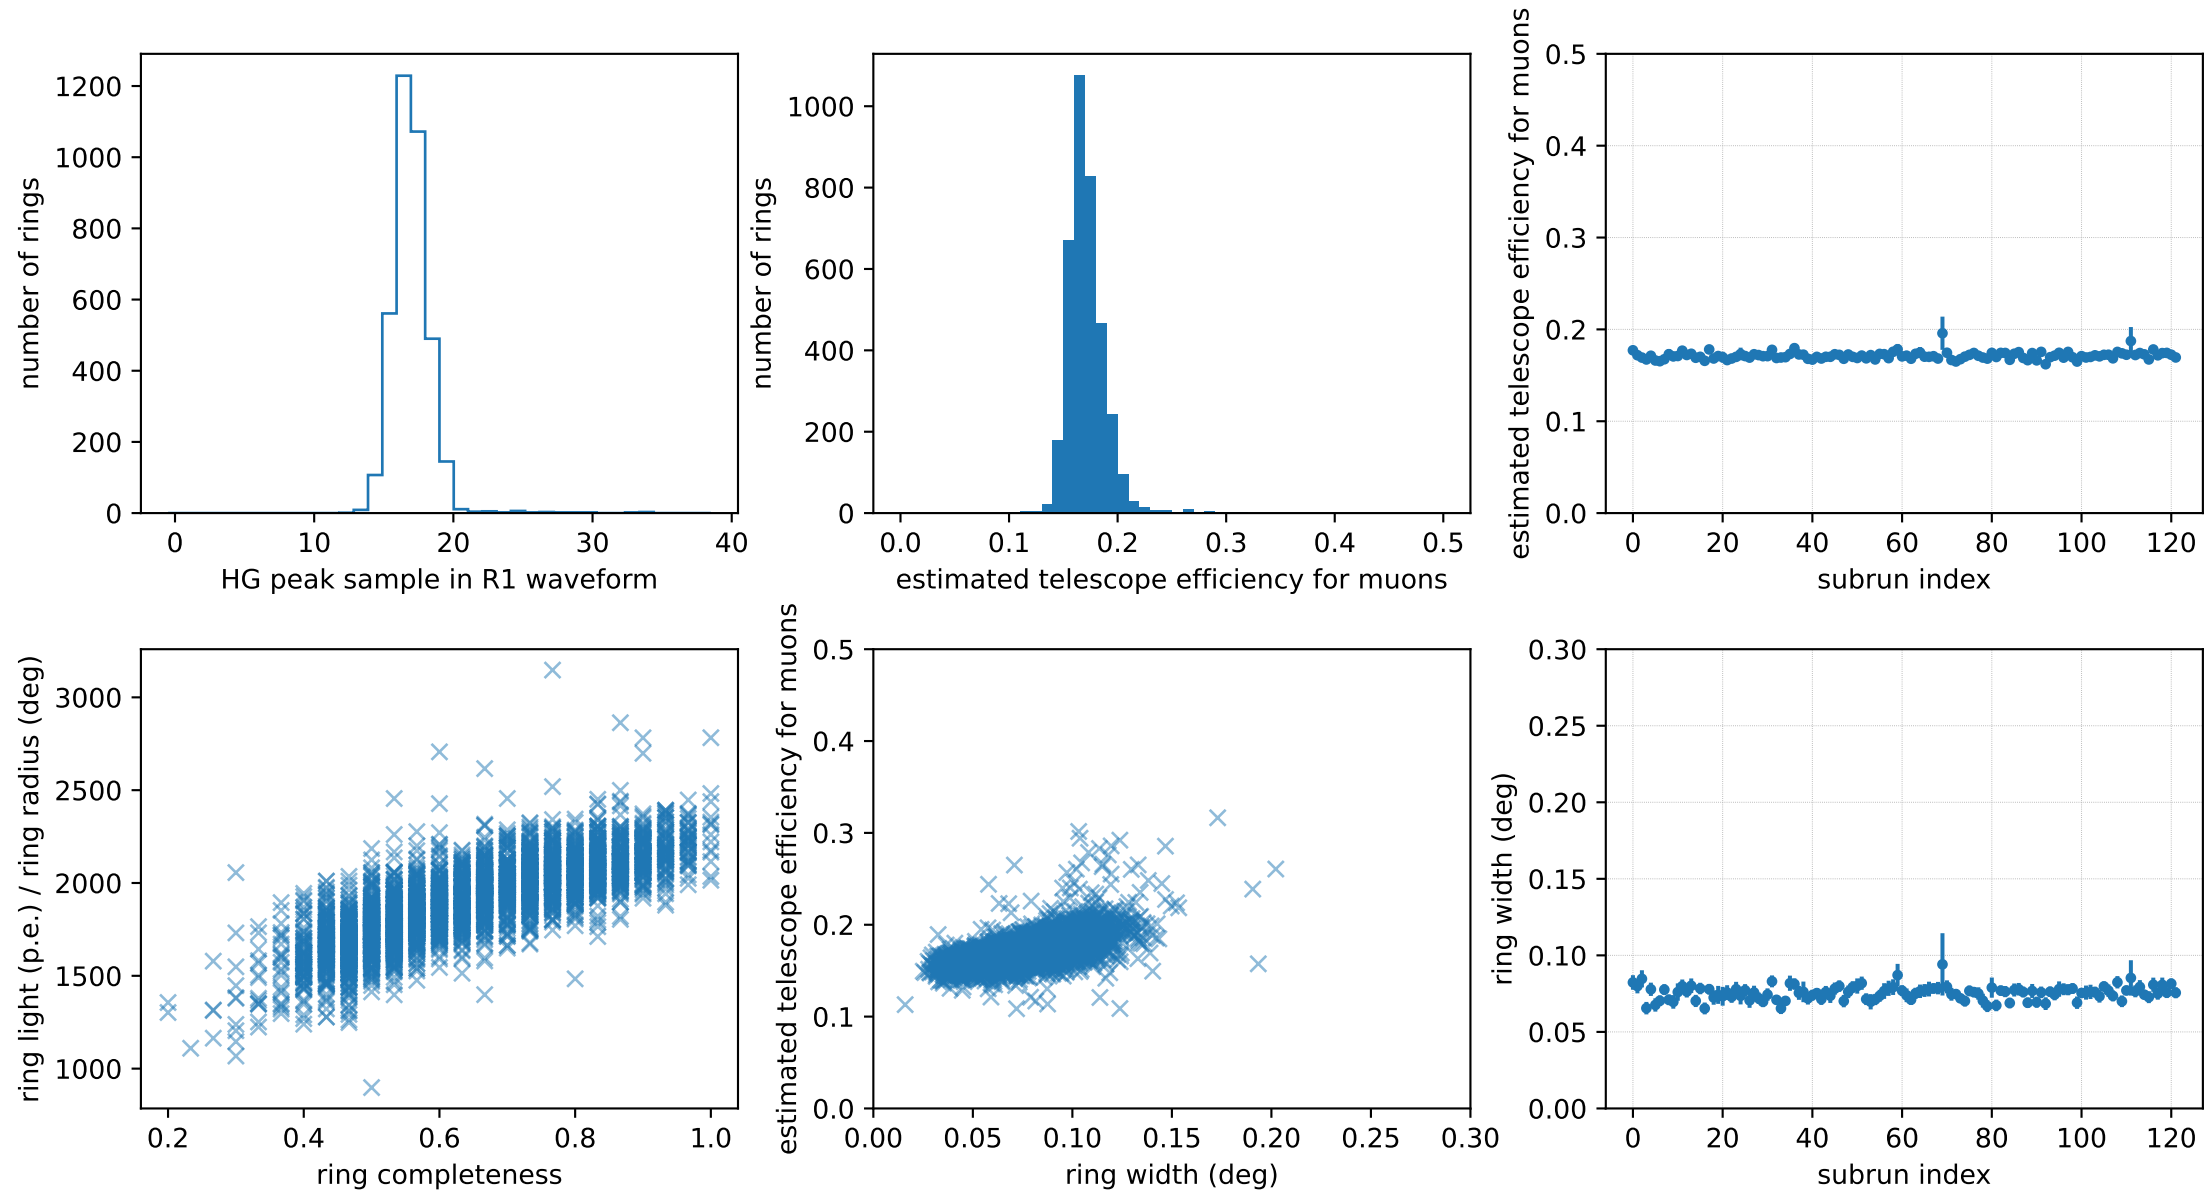 number of rings
1200
1000
800
600
400
200
0
0 10 20 30 40
HG peak sample in R1 waveform
number of rings
1000
800
600
400
200
0
0.0 0.1 0.2 0.3 0.4 0.5
estimated telescope efficiency for muons
estimated telescope efficiency for muons
0.5
0.4
0.3
0.2
0.1
0.0
0 20 40 60 80 100 120
subrun index
ring light (p.e.) / ring radius (deg)
3000
2500
2000
1500
1000
0.2 0.4 0.6 0.8 1.0
ring completeness
estimated telescope efficiency for muons
0.5
0.4
0.3
0.2
0.1
0.0
0.00 0.05 0.10 0.15 0.20 0.25 0.30
ring width (deg)
ring width (deg)
0.30
0.25
0.20
0.15
0.10
0.05
0.00
0 20 40 60 80 100 120
subrun index